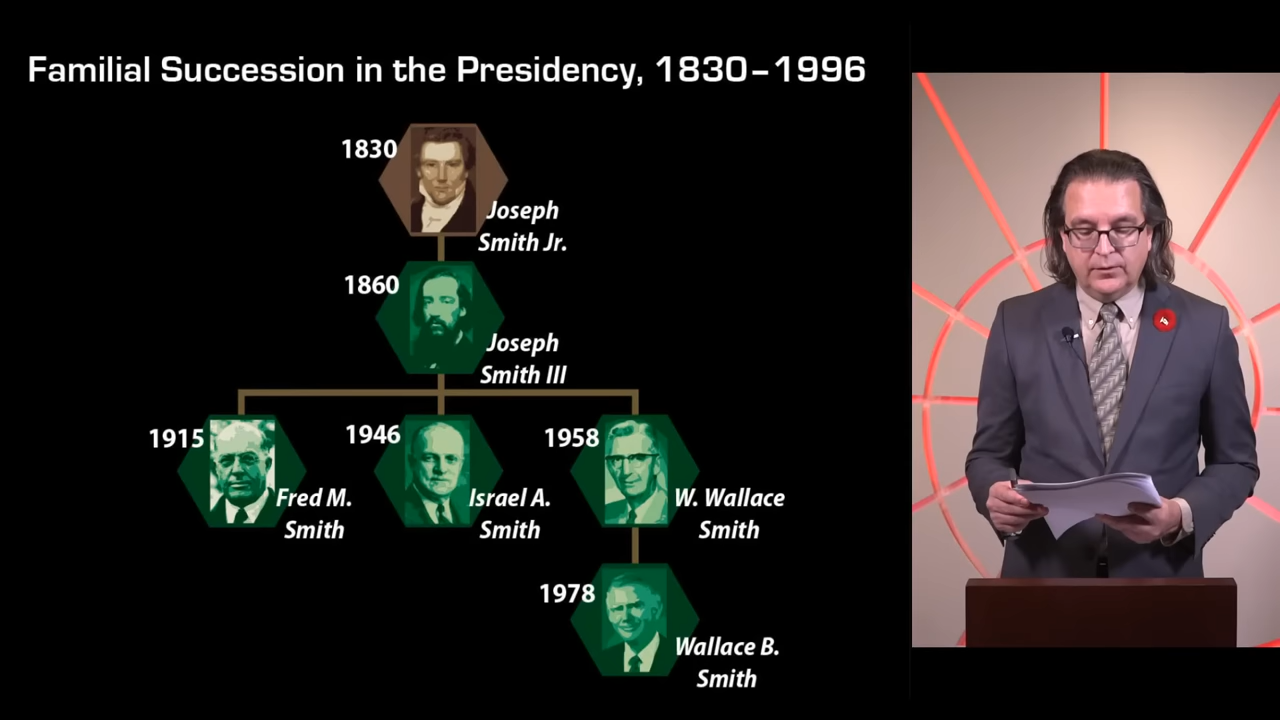 Familial Succession in the Presidency, 1830–1996
1830
Joseph
Smith Jr.
1860
Joseph
Smith III
1915
Fred M.
Smith
1946
Israel A.
Smith
1958
W. Wallace
Smith
1978
Wallace B.
Smith